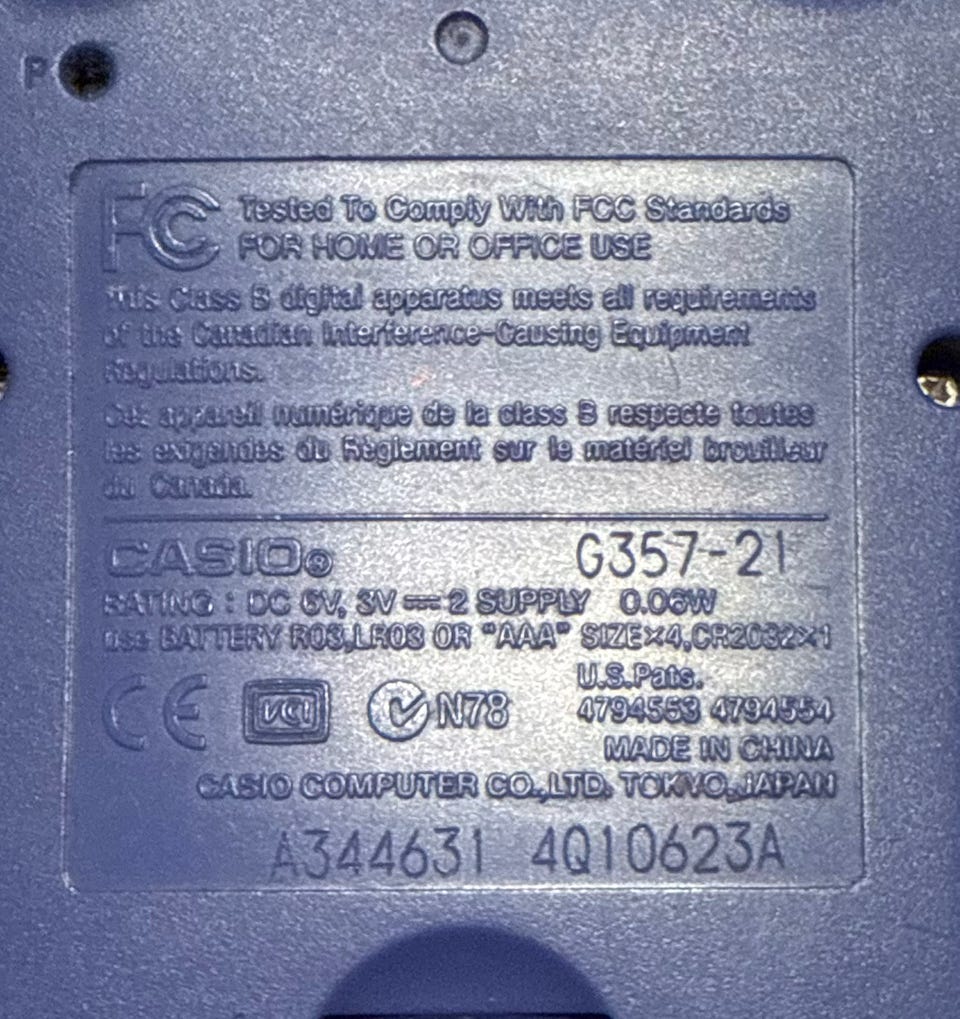 P
FC Tested To Comply With FCC Standards
FOR HOME OR OFFICE USE
This Class B digital apparatus meets all requirements
of the Canadian Interference-Causing Equipment
Regulations.
Cet appareil numérique de la class B respecte toutes
les exigences du Règlement sur le matériel brouilleur
du Canada.
CASIO® G357-21
RATING : DC 6V, 3V ⎓ 2 SUPPLY 0.06W
use BATTERY R03,LR03 OR "AAA" SIZE×4,CR2032×1
U.S.Pats.
CE VCI N78 4794553 4794554
MADE IN CHINA
CASIO COMPUTER CO.,LTD. TOKYO, JAPAN
A344631 4Q10623A